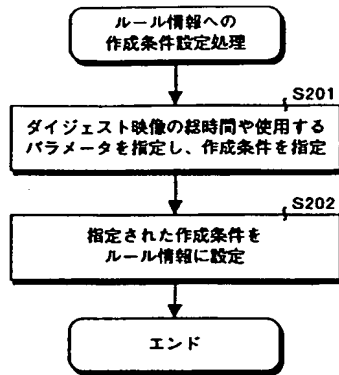 ルール情報への
作成条件設定処理
S201
ダイジェスト映像の総時間や使用する
パラメータを指定し、作成条件を指定
S202
指定された作成条件を
ルール情報に設定
エンド